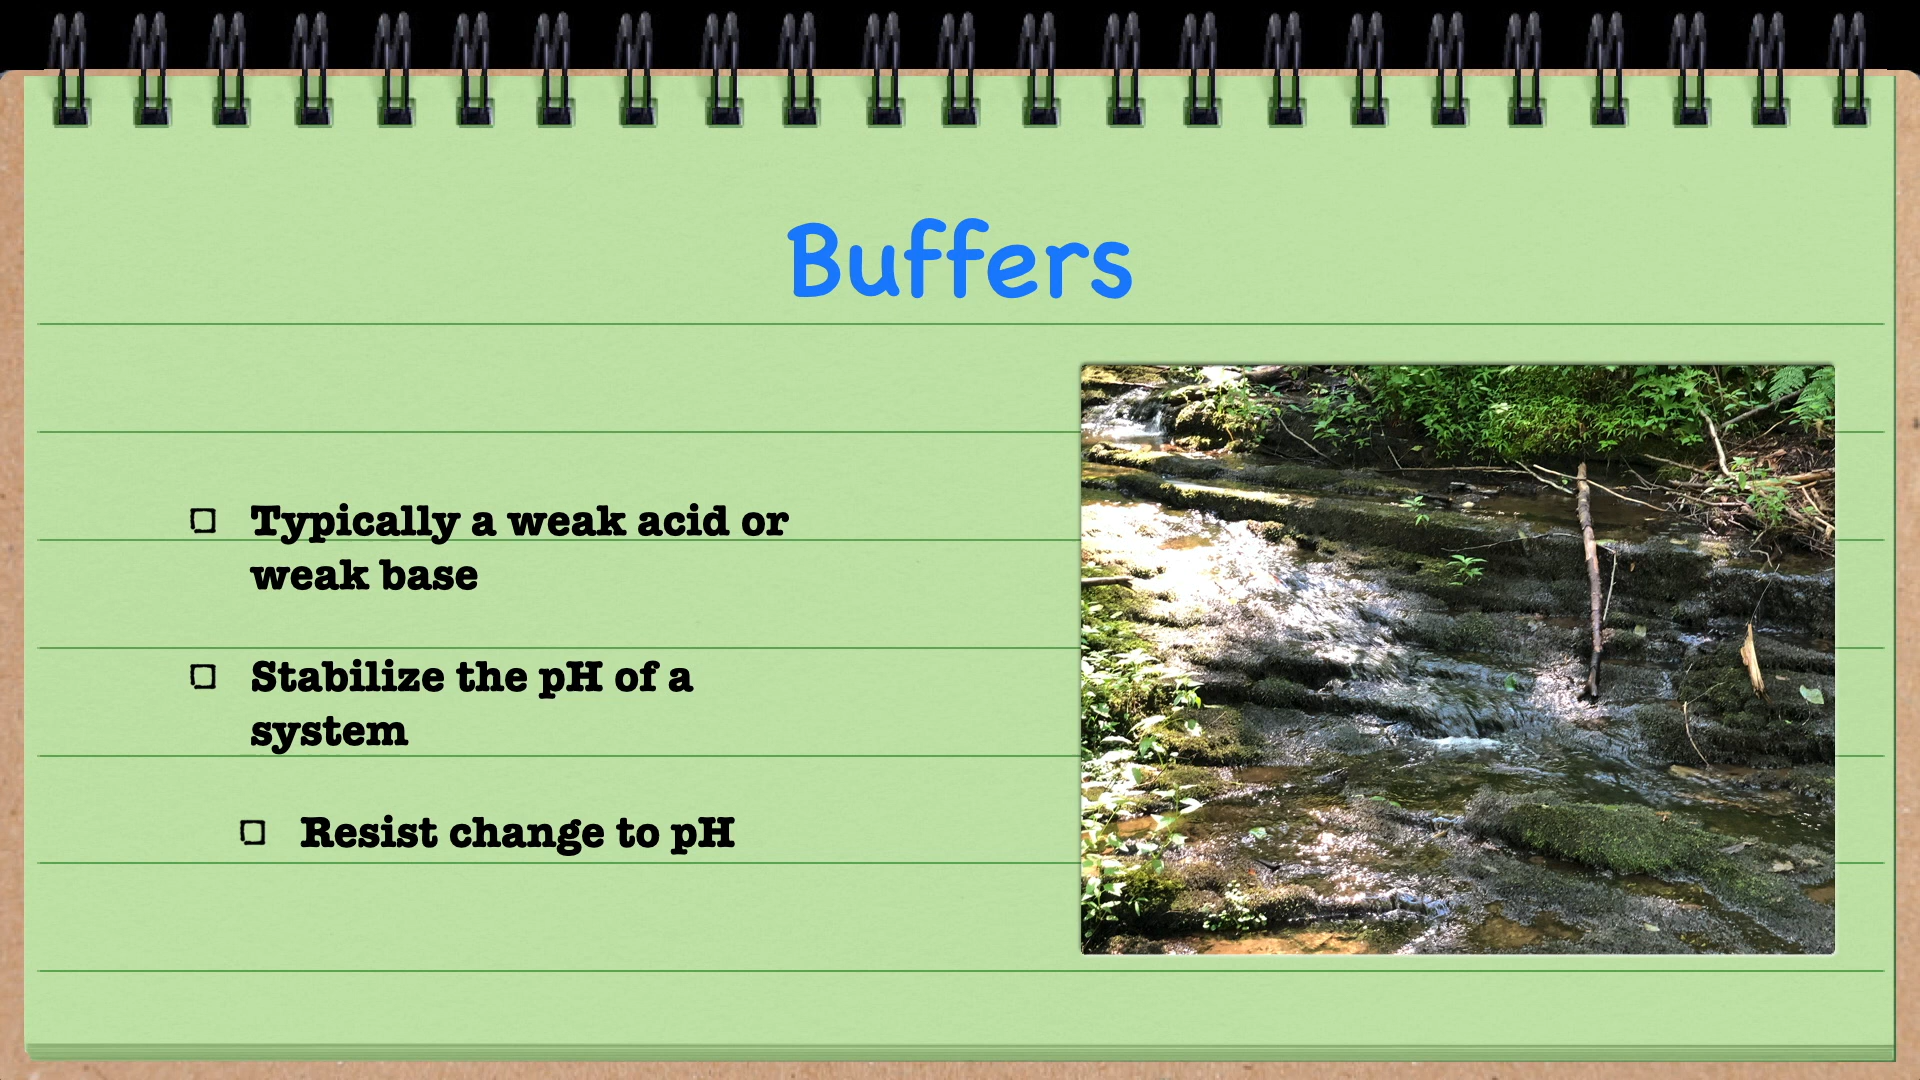 Buffers
Typically a weak acid or
weak base
Stabilize the pH of a
system
Resist change to pH